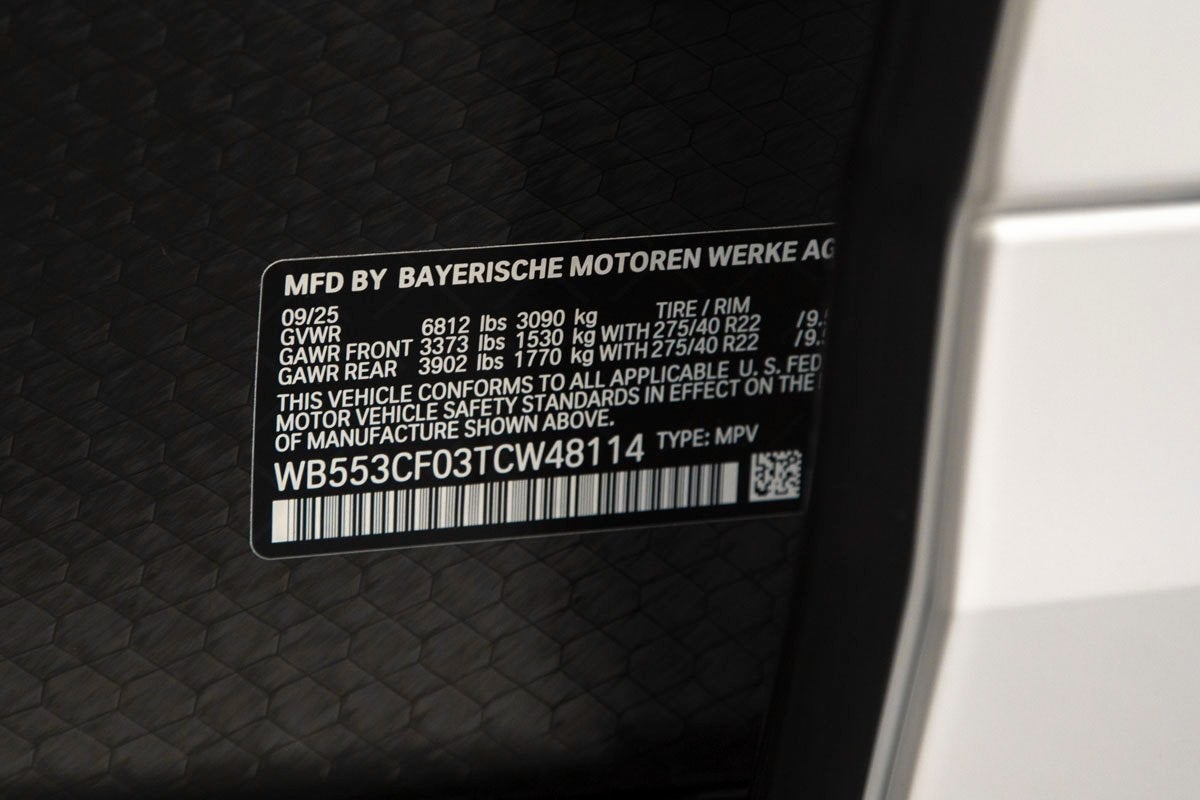 MFD BY BAYERISCHE MOTOREN WERKE AG
09/25 TIRE / RIM
GVWR 6812 lbs 3090 kg
GAWR FRONT 3373 lbs 1530 kg WITH 275/40 R22 /9.
GAWR REAR 3902 lbs 1770 kg WITH 275/40 R22 /9.
THIS VEHICLE CONFORMS TO ALL APPLICABLE U. S. FED
MOTOR VEHICLE SAFETY STANDARDS IN EFFECT ON THE
OF MANUFACTURE SHOWN ABOVE.
WB553CF03TCW48114 TYPE: MPV